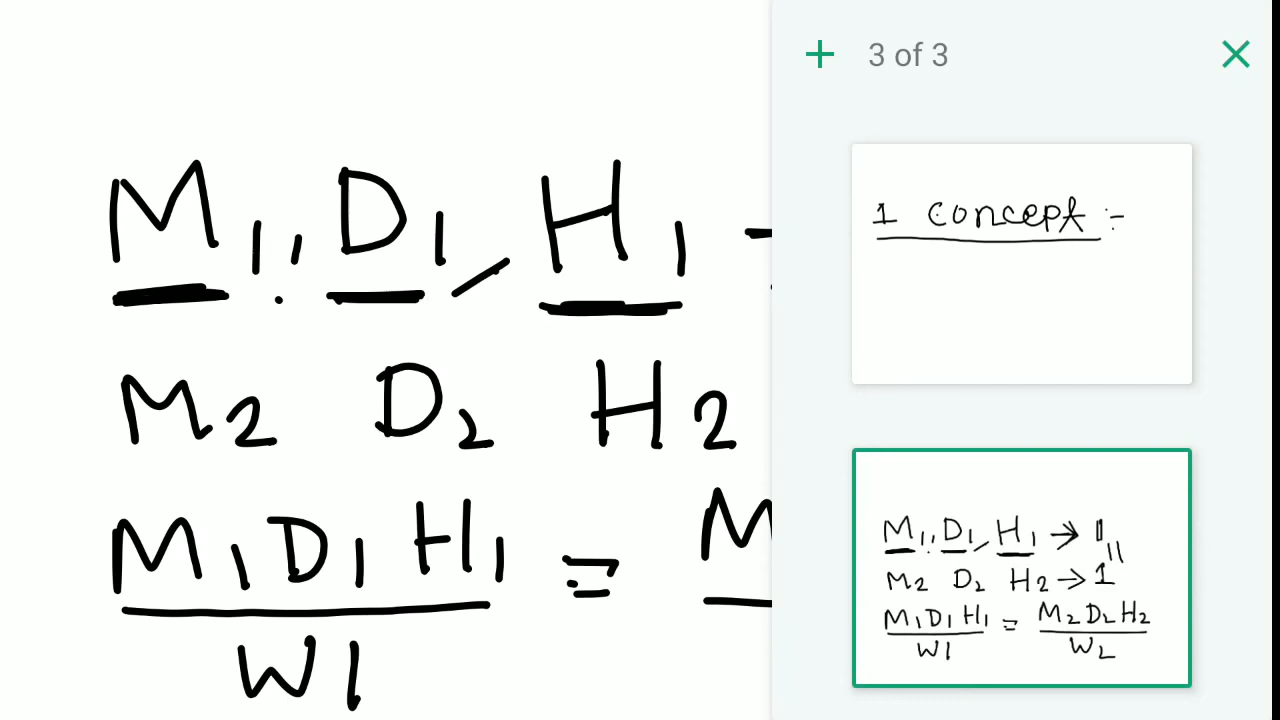 M1, D1, H1
M2 D2 H2
M1D1H1 = M
W1
+ 3 of 3 ×
1 concept :-
M1, D1, H1 → 1
M2 D2 H2 → 1
M1D1H1 = M2D2H2
W1 W2